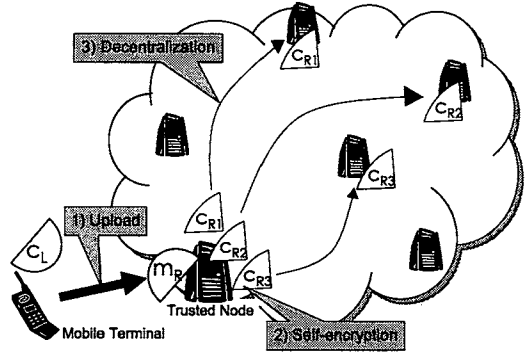 3) Decentralization
CR1
CR2
CR3
1) Upload
CR1
CL
CR2
mR
CR3
Trusted Node
Mobile Terminal
2) Self-encryption